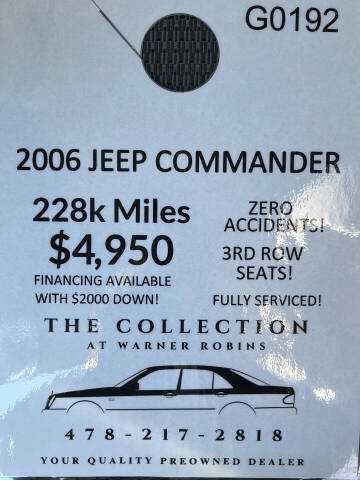 G0192
2006 JEEP COMMANDER
228k Miles
$4,950
FINANCING AVAILABLE
WITH $2000 DOWN!
ZERO
ACCIDENTS!
3RD ROW
SEATS!
FULLY SERVICED!
THE COLLECTION
AT WARNER ROBINS
478-217-2818
YOUR QUALITY PREOWNED DEALER